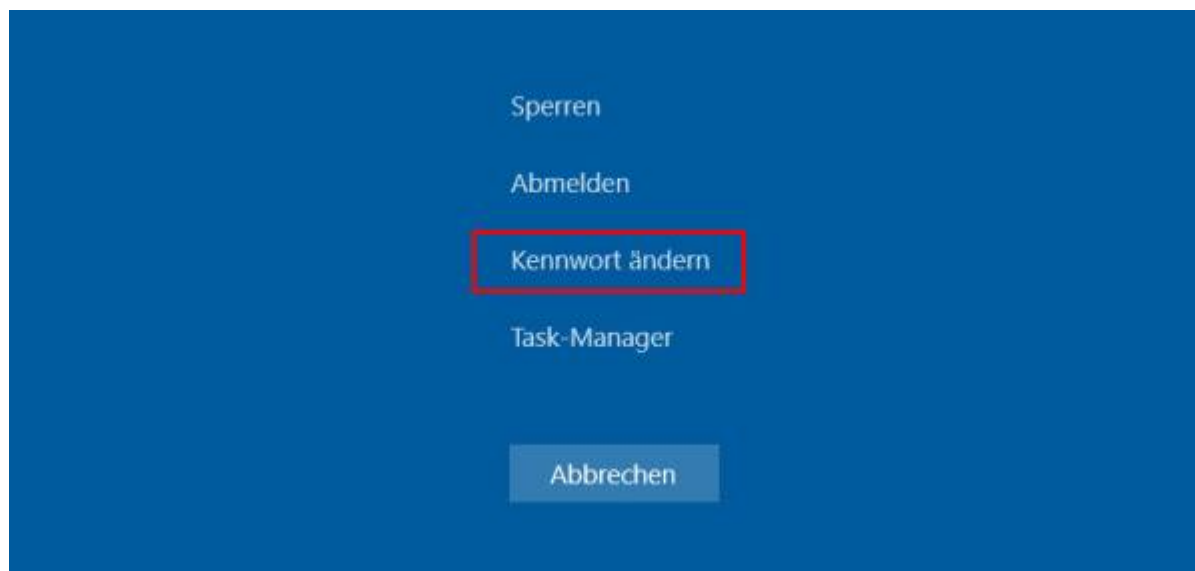 Sperren
Abmelden
Kennwort ändern
Task-Manager
Abbrechen